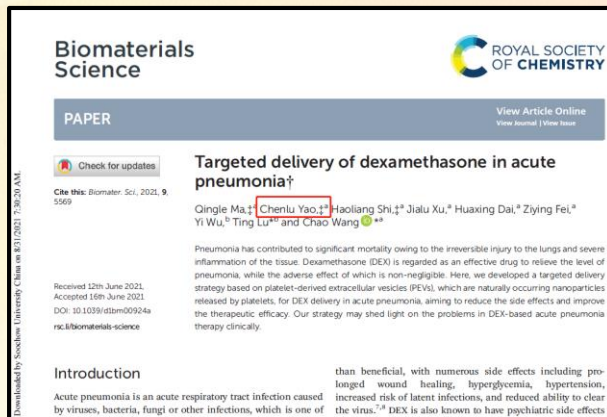 Biomaterials
Science
ROYAL SOCIETY
OF CHEMISTRY
PAPER
View Article Online
View Journal | View Issue
Check for updates
Cite this: Biomater. Sci., 2021, 9,
5569
Targeted delivery of dexamethasone in acute
pneumonia†
Qingle Ma,‡ᵃ Chenlu Yao,‡ᵃ Haoliang Shi,‡ᵃ Jialu Xu,ᵃ Huaxing Dai,ᵃ Ziying Fei,ᵃ
Yi Wu,ᵇ Ting Lu*ᵇ and Chao Wang iD *ᵃ
Pneumonia has contributed to significant mortality owing to the irreversible injury to the lungs and severe
inflammation of the tissue. Dexamethasone (DEX) is regarded as an effective drug to relieve the level of
pneumonia, while the adverse effect of which is non-negligible. Here, we developed a targeted delivery
strategy based on platelet-derived extracellular vesicles (PEVs), which are naturally occurring nanoparticles
released by platelets, for DEX delivery in acute pneumonia, aiming to reduce the side effects and improve
the therapeutic efficacy. Our strategy may shed light on the problems in DEX-based acute pneumonia
therapy clinically.
Received 12th June 2021,
Accepted 16th June 2021
DOI: 10.1039/d1bm00924a
rsc.li/biomaterials-science
Introduction
Acute pneumonia is an acute respiratory tract infection caused
by viruses, bacteria, fungi or other infections, which is one of
than beneficial, with numerous side effects including pro-
longed wound healing, hyperglycemia, hypertension,
increased risk of latent infections, and reduced ability to clear
the virus.⁷,⁸ DEX is also known to have psychiatric side effects
Downloaded by Soochow University China on 8/31/2021 7:30:20 AM.